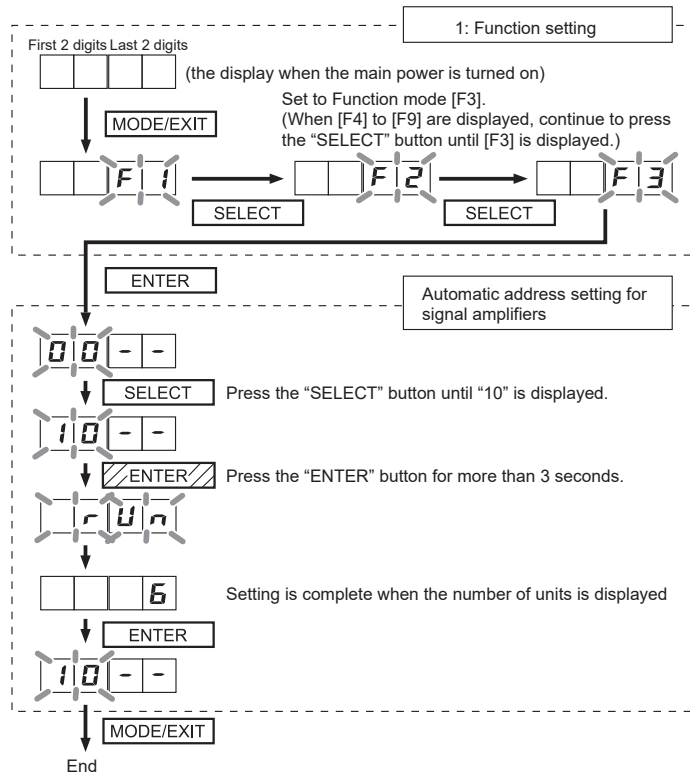 1: Function setting
First 2 digits Last 2 digits
(the display when the main power is turned on)
Set to Function mode [F3].
(When [F4] to [F9] are displayed, continue to press
the “SELECT” button until [F3] is displayed.)
MODE/EXIT
F 1
F 2
F 3
SELECT
SELECT
ENTER
Automatic address setting for
signal amplifiers
0 0 - -
SELECT
Press the “SELECT” button until “10” is displayed.
1 0 - -
ENTER
Press the “ENTER” button for more than 3 seconds.
r U n
6
Setting is complete when the number of units is displayed
ENTER
1 0 - -
MODE/EXIT
End